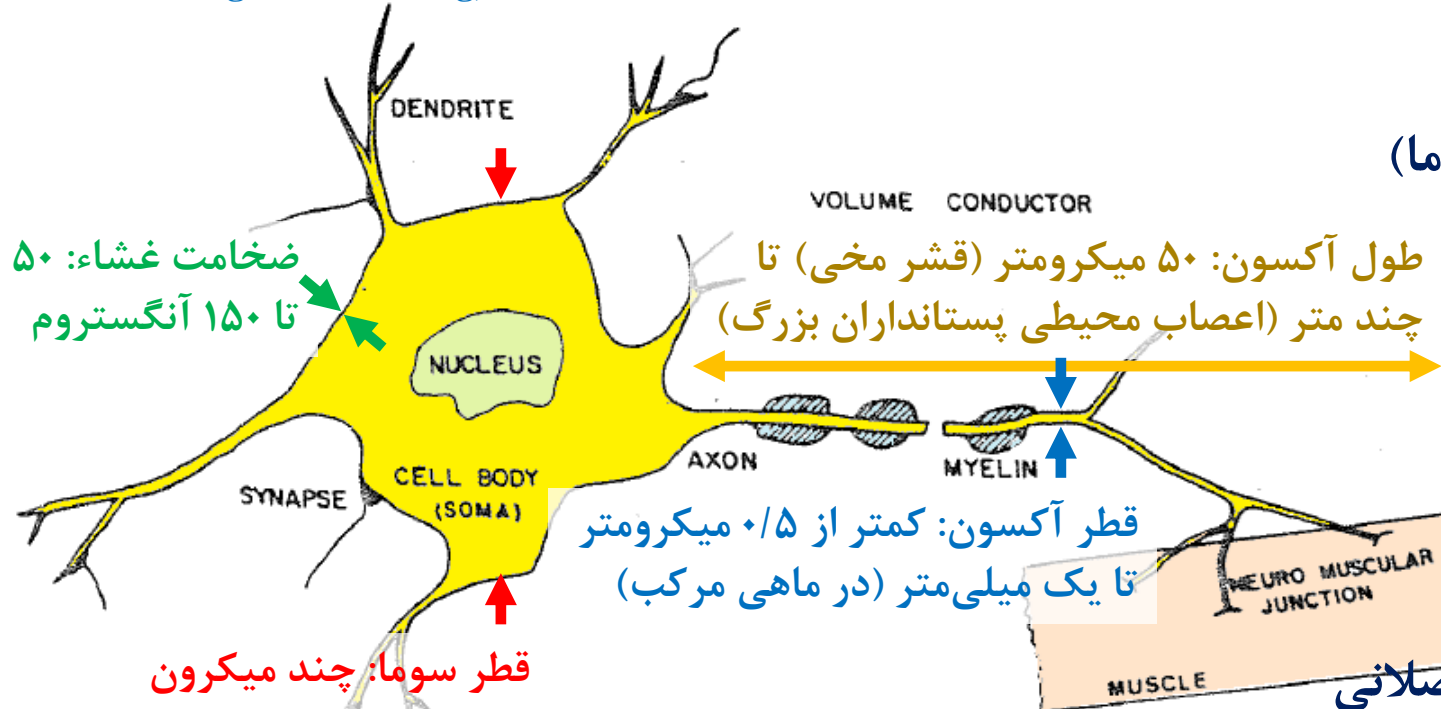 DENDRITE
VOLUME CONDUCTOR
ضخامت غشاء: ۵۰
تا ۱۵۰ آنگستروم
طول آکسون: ۵۰ میکرومتر (قشر مخی) تا
چند متر (اعصاب محیطی پستانداران بزرگ)
NUCLEUS
AXON
MYELIN
CELL BODY
(SOMA)
SYNAPSE
قطر آکسون: کمتر از ۰/۵ میکرومتر
تا یک میلی‌متر (در ماهی مرکب)
NEURO MUSCULAR
JUNCTION
قطر سوما: چند میکرون
MUSCLE